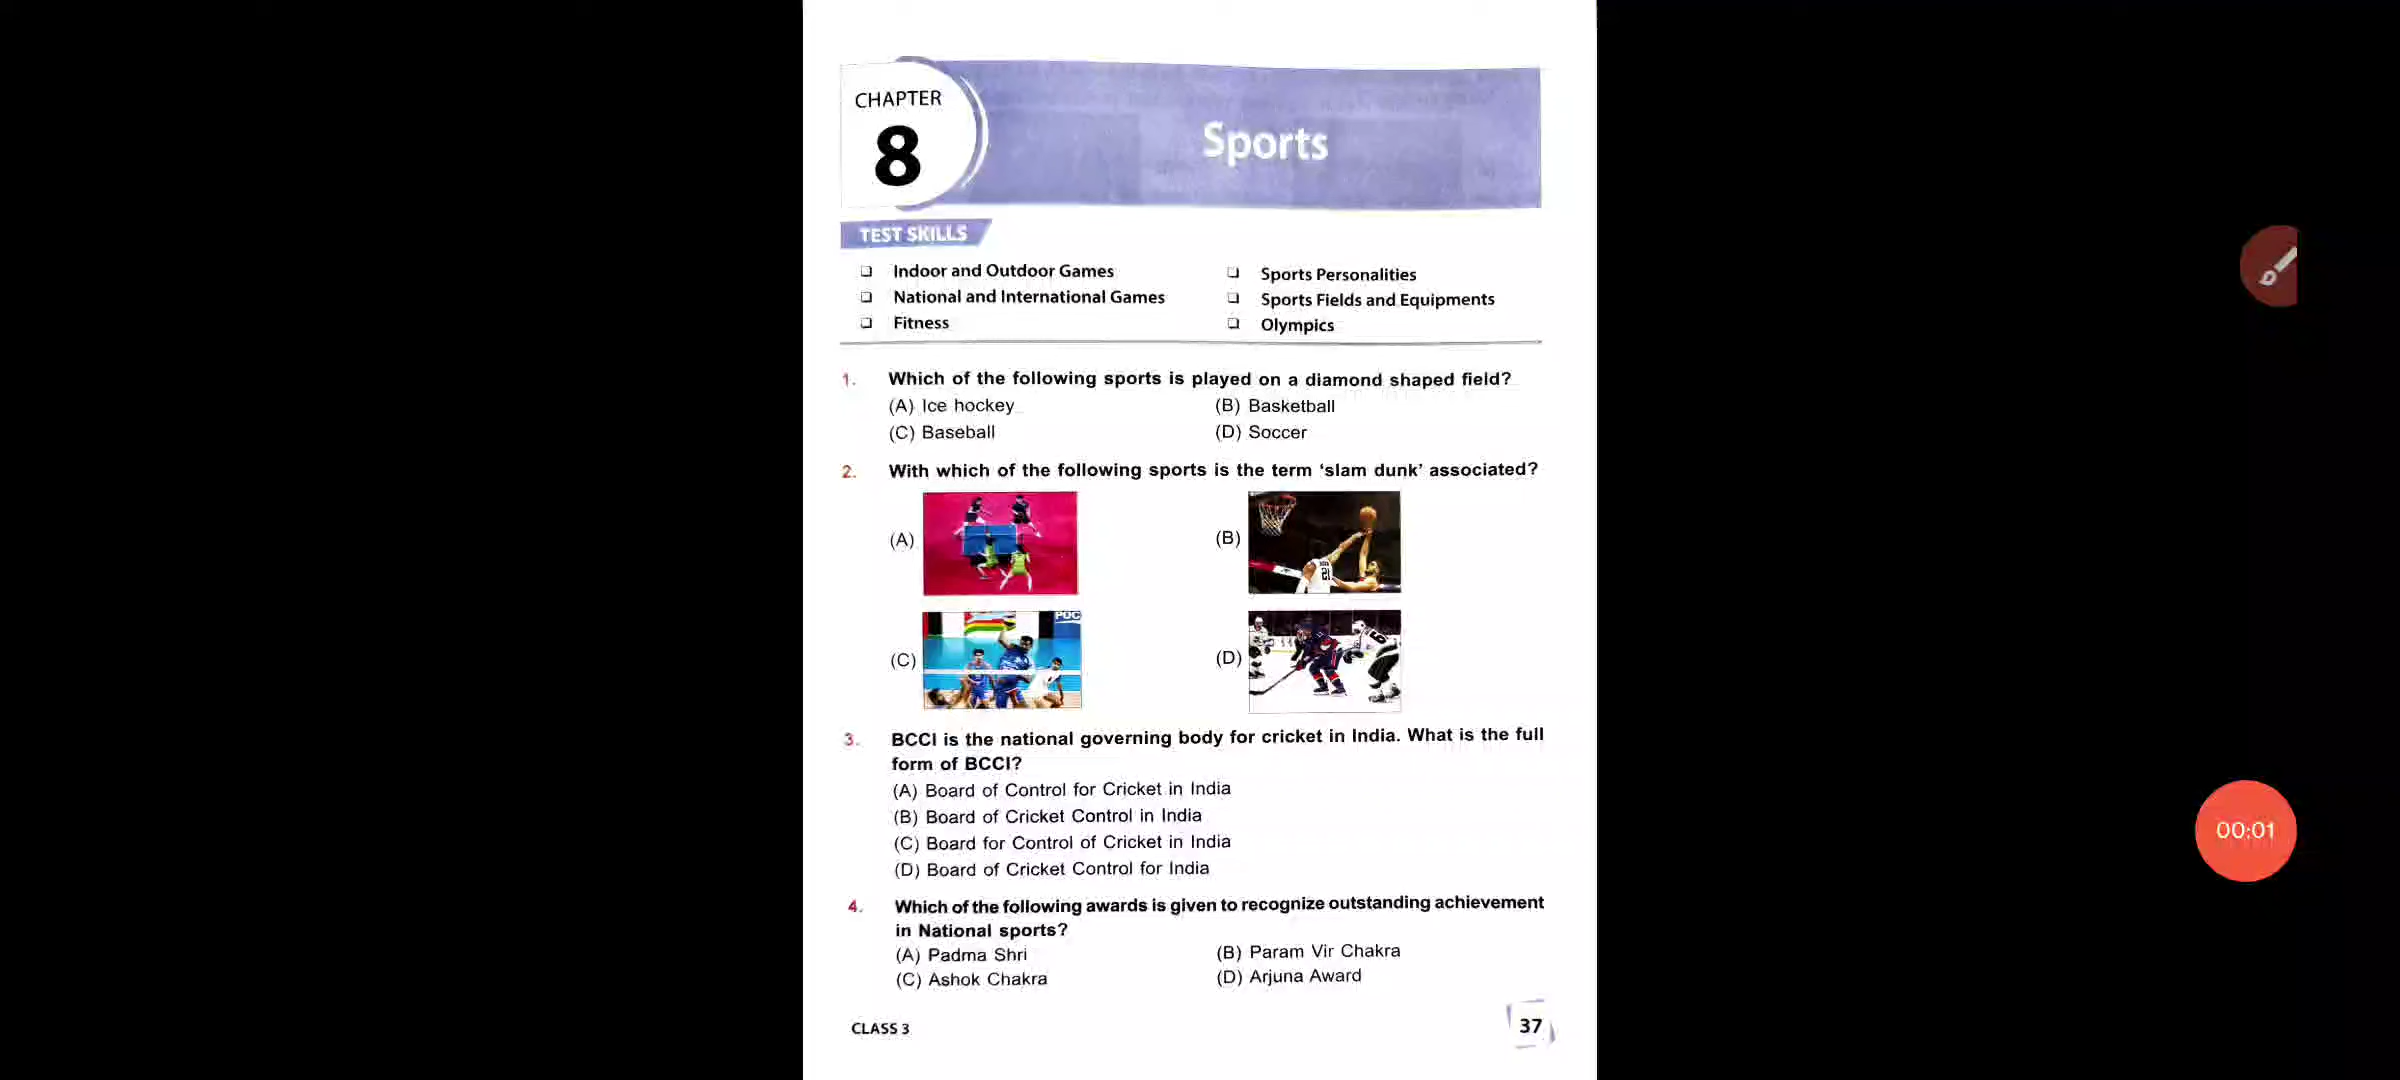 CHAPTER
8
Sports
TEST SKILLS
❑ Indoor and Outdoor Games
❑ National and International Games
❑ Fitness
❑ Sports Personalities
❑ Sports Fields and Equipments
❑ Olympics
1. Which of the following sports is played on a diamond shaped field?
(A) Ice hockey (B) Basketball
(C) Baseball (D) Soccer
2. With which of the following sports is the term ‘slam dunk’ associated?
(A) (B)
21
(C) (D)
POC
3. BCCI is the national governing body for cricket in India. What is the full
form of BCCI?
(A) Board of Control for Cricket in India
(B) Board of Cricket Control in India
(C) Board for Control of Cricket in India
(D) Board of Cricket Control for India
4. Which of the following awards is given to recognize outstanding achievement
in National sports?
(A) Padma Shri (B) Param Vir Chakra
(C) Ashok Chakra (D) Arjuna Award
CLASS 3 37
00:01